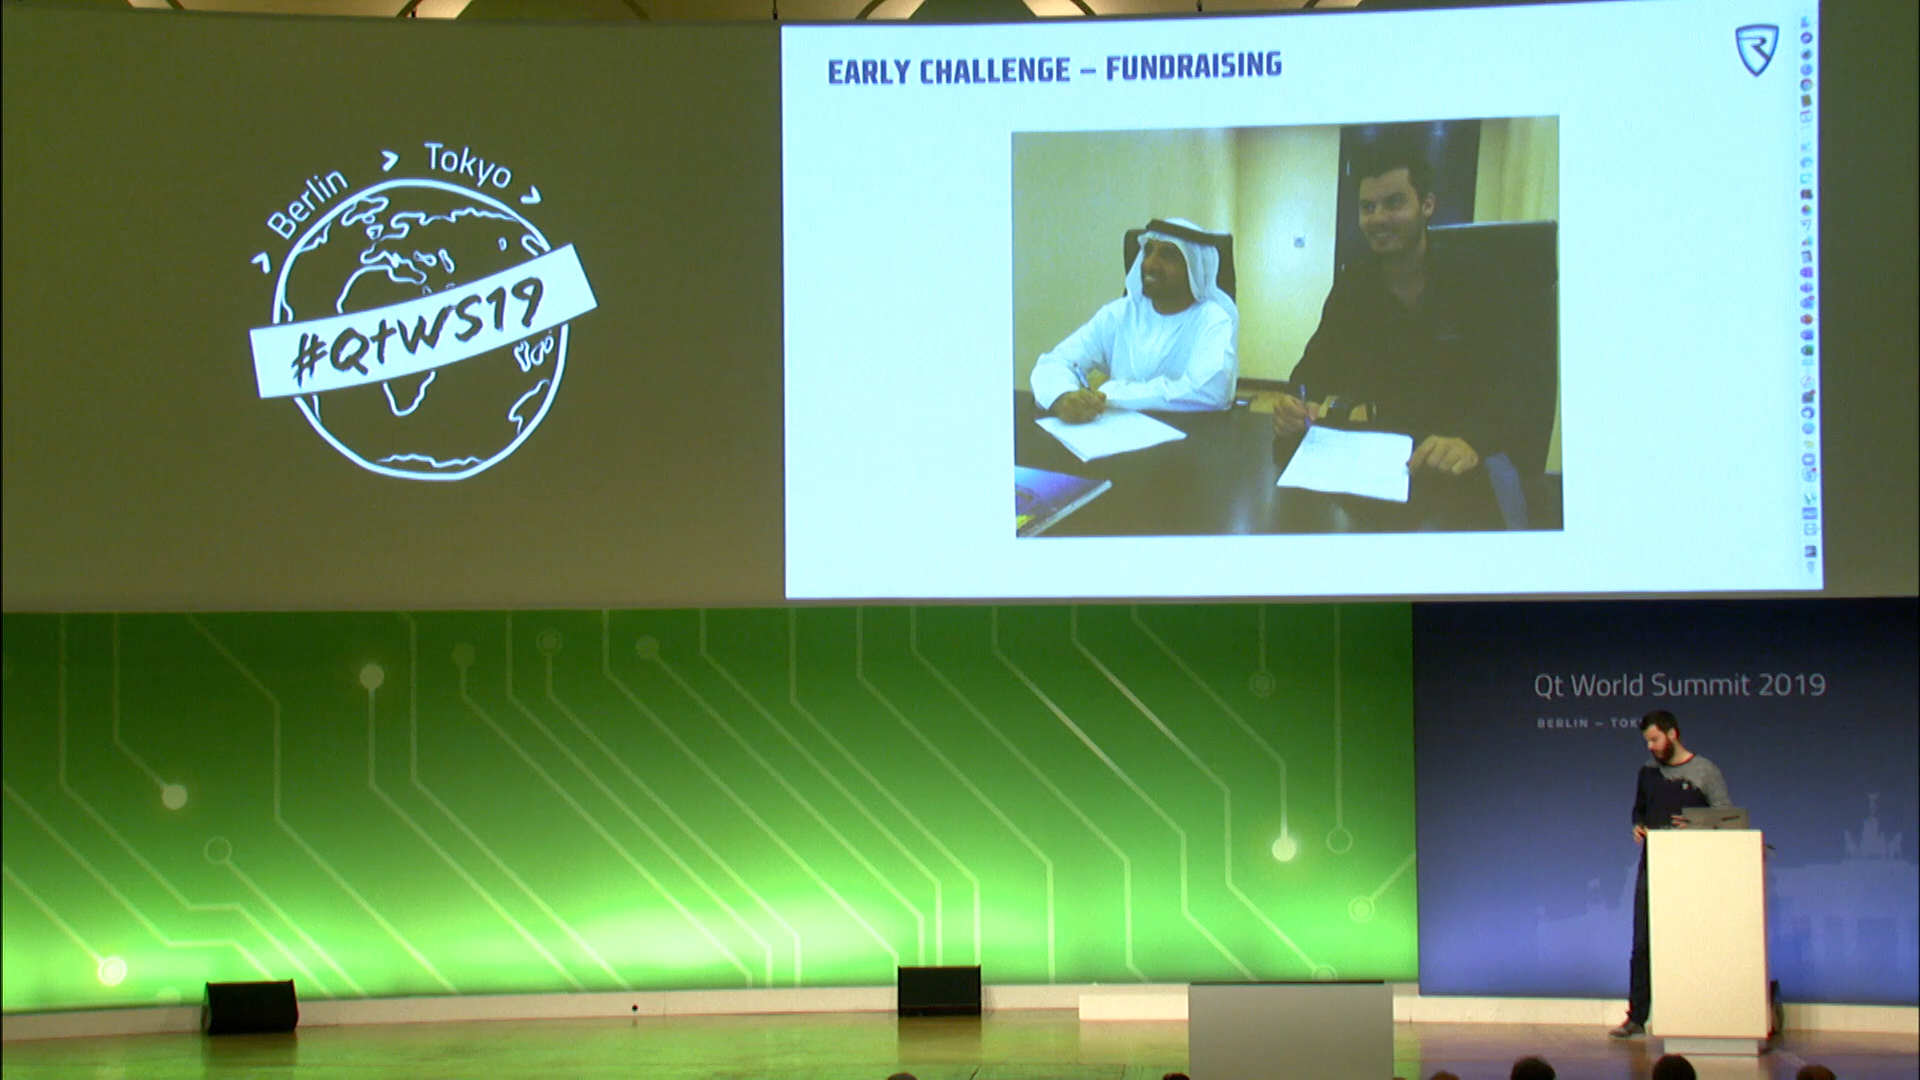 EARLY CHALLENGE – FUNDRAISING
Berlin > Tokyo >
#QtWS19
Qt World Summit 2019
BERLIN – TOK